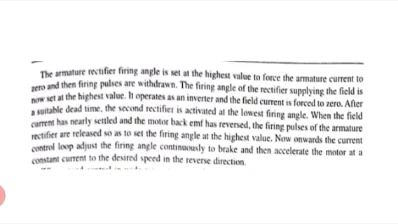 The armature rectifier firing angle is set at the highest value to force the armature current to
zero and then firing pulses are withdrawn. The firing angle of the rectifier supplying the field is
now set at the highest value. It operates as an inverter and the field current is forced to zero. After
a suitable dead time, the second rectifier is activated at the lowest firing angle. When the field
current has nearly settled and the motor back emf has reversed, the firing pulses of the armature
rectifier are released so as to set the firing angle at the highest value. Now onwards the current
control loop adjust the firing angle continuously to brake and then accelerate the motor at a
constant current to the desired speed in the reverse direction.